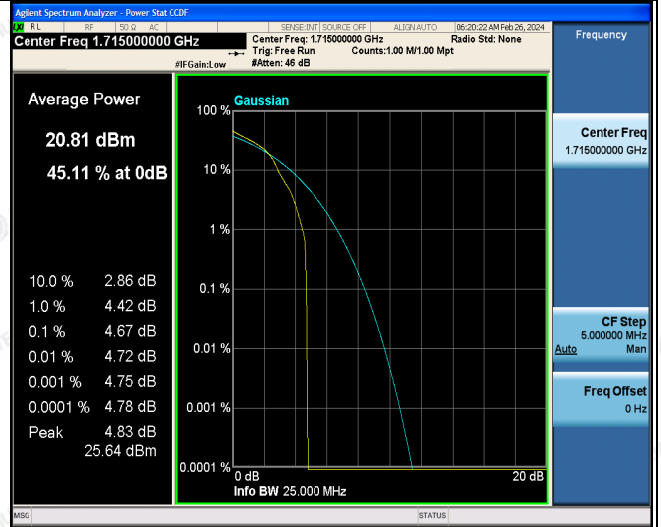 Agilent Spectrum Analyzer - Power Stat CCDF
LXI RL RF 50 Ω AC SENSE:INT SOURCE OFF ALIGNAUTO 06:20:22 AM Feb 26, 2024
Center Freq 1.715000000 GHz
Center Freq: 1.715000000 GHz Radio Std: None
Trig: Free Run Counts:1.00 M/1.00 Mpt
#IFGain:Low #Atten: 46 dB
Frequency
Average Power
20.81 dBm
45.11 % at 0dB
10.0 % 2.86 dB
1.0 % 4.42 dB
0.1 % 4.67 dB
0.01 % 4.72 dB
0.001 % 4.75 dB
0.0001 % 4.78 dB
Peak 4.83 dB
25.64 dBm
Gaussian
100 %
10 %
1 %
0.1 %
0.01 %
0.001 %
0.0001 %
0 dB 20 dB
Info BW 25.000 MHz
Center Freq
1.715000000 GHz
CF Step
5.000000 MHz
Auto Man
Freq Offset
0 Hz
MSG STATUS